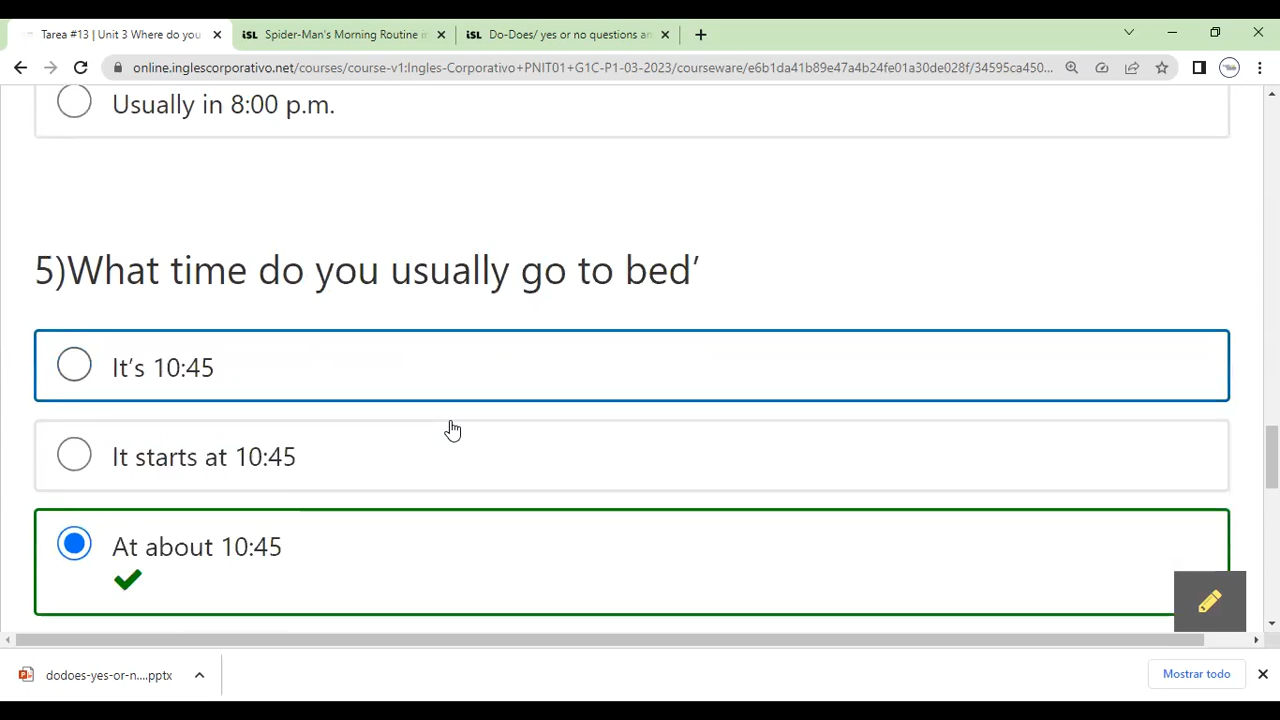 Tarea #13 | Unit 3 Where do you
iSL Spider-Man's Morning Routine i
iSL Do-Does/ yes or no questions an
online.inglescorporativo.net/courses/course-v1:Ingles-Corporativo+PNIT01+G1C-P1-03-2023/courseware/e6b1da41b89e47a4b24fe01a30de028f/34595ca450...
Usually in 8:00 p.m.
5)What time do you usually go to bed’
It’s 10:45
It starts at 10:45
At about 10:45
dodoes-yes-or-n....pptx
Mostrar todo